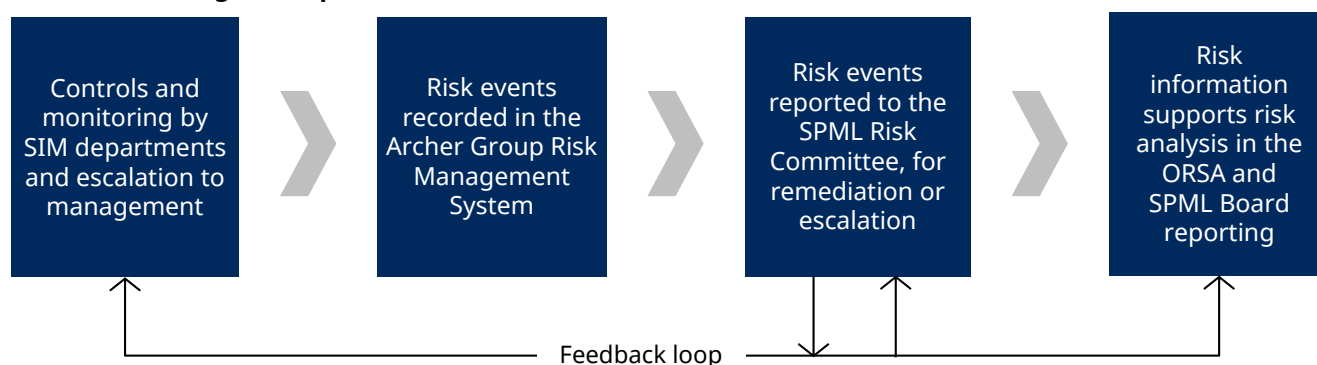 Controls and
monitoring by
SIM departments
and escalation to
management
Risk events
recorded in the
Archer Group Risk
Management
System
Risk events
reported to the
SPML Risk
Committee, for
remediation or
escalation
Risk
information
supports risk
analysis in the
ORSA and
SPML Board
reporting
Feedback loop